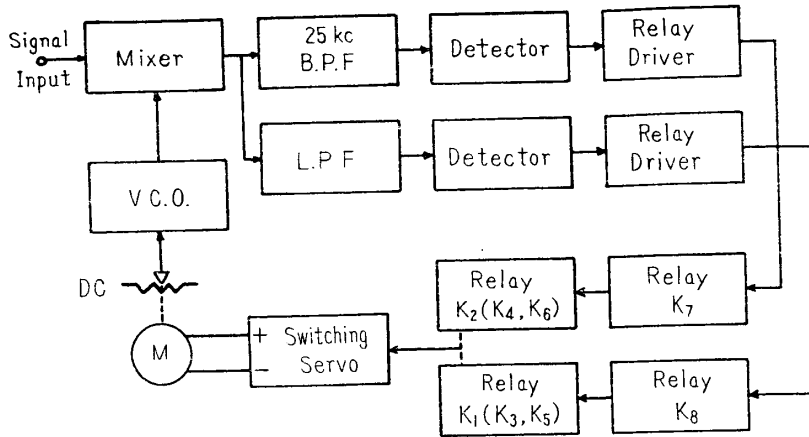 Signal
Input
Mixer
25 kc
B.P.F
Detector
Relay
Driver
L.P.F
Detector
Relay
Driver
V.C.O.
DC
M
+
−
Switching
Servo
Relay
K₂(K₄,K₆)
Relay
K₇
Relay
K₁(K₃,K₅)
Relay
K₈